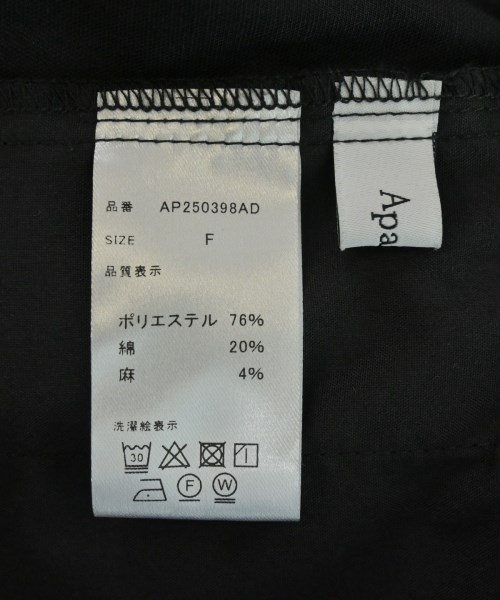 品番 AP250398AD
SIZE F
品質表示
ポリエステル 76%
綿 20%
麻 4%
洗濯絵表示
30
F W
Apa